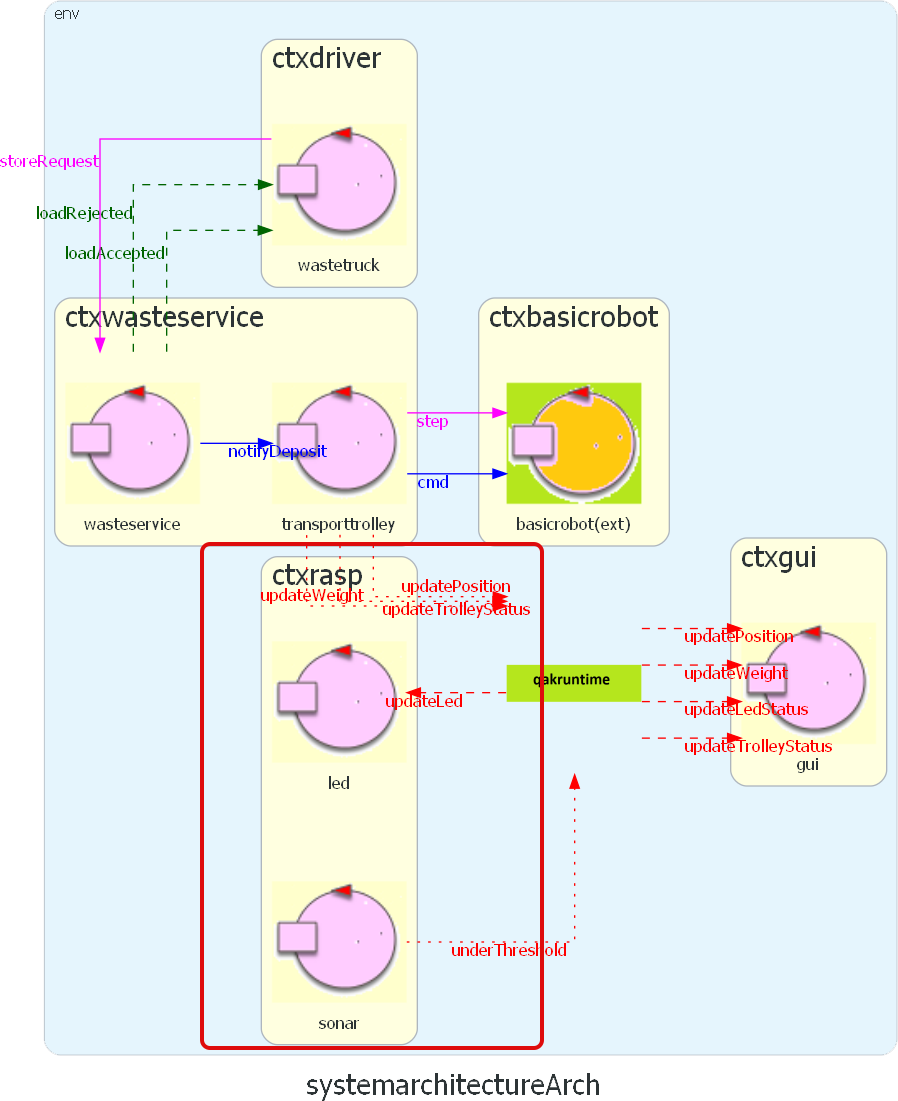 env
ctxdriver
storeRequest
loadRejected
loadAccepted
wastetruck
ctxwasteservice
ctxbasicrobot
step
notifyDeposit
cmd
wasteservice
transporttrolley
basicrobot(ext)
ctxrasp
ctxgui
updatePosition
updateWeight
updateTrolleyStatus
updatePosition
updateWeight
qakruntime
updateLed
updateLedStatus
updateTrolleyStatus
gui
led
underThreshold
sonar
systemarchitectureArch